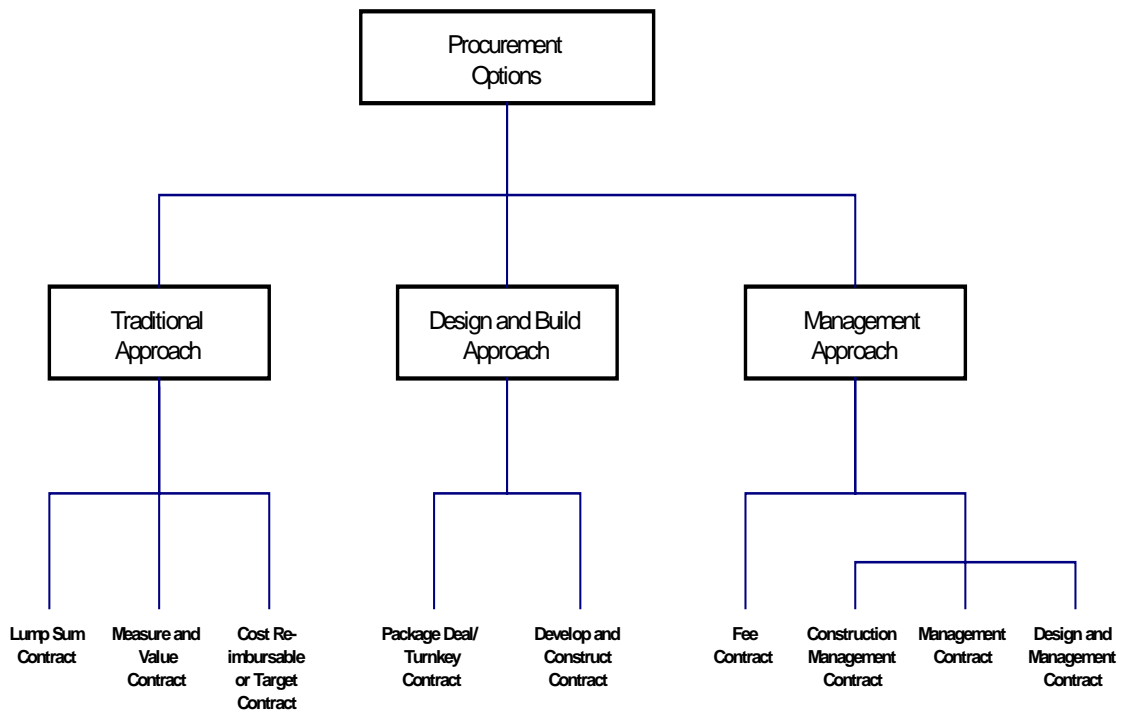 Procurement
Options
Traditional
Approach
Design and Build
Approach
Management
Approach
Lump Sum
Contract
Measure and
Value
Contract
Cost Re-
imbursable
or Target
Contract
Package Deal/
Turnkey
Contract
Develop and
Construct
Contract
Fee
Contract
Construction
Management
Contract
Management
Contract
Design and
Management
Contract